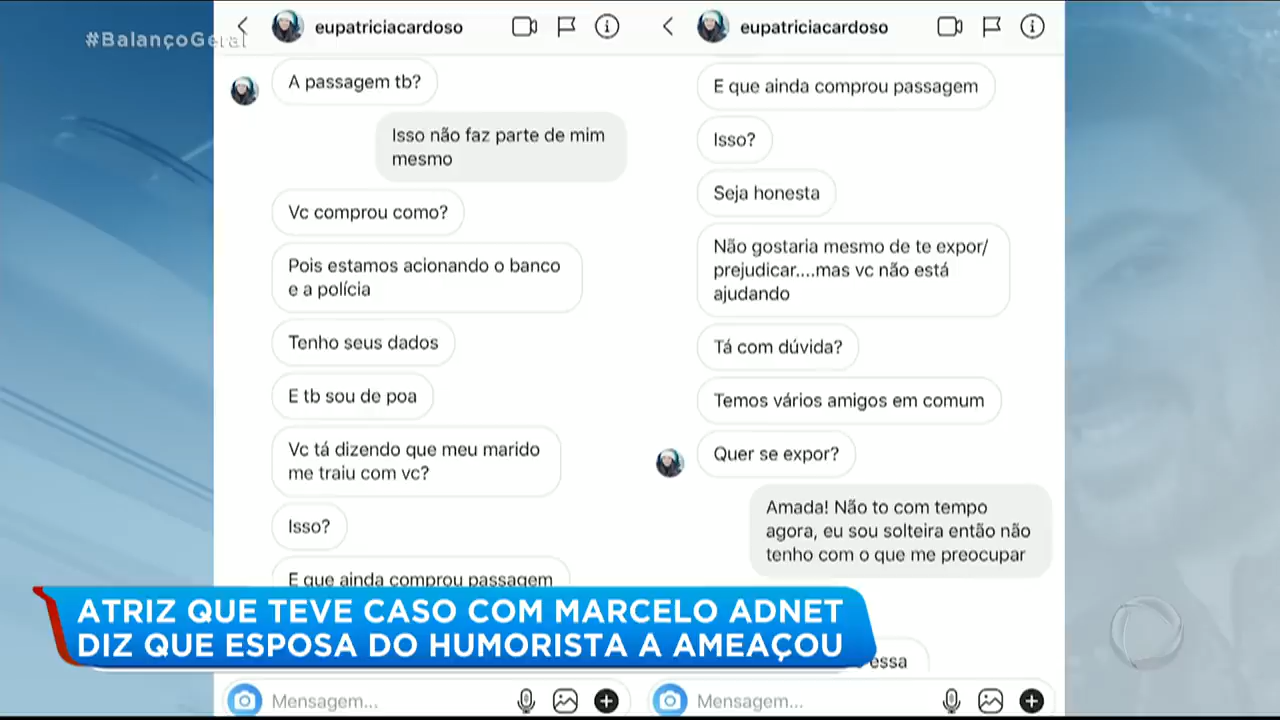 #BalançoGeral
eupatriciacardoso
A passagem tb?
Isso não faz parte de mim
mesmo
Vc comprou como?
Pois estamos acionando o banco
e a polícia
Tenho seus dados
E tb sou de poa
Vc tá dizendo que meu marido
me traiu com vc?
Isso?
E que ainda comprou passagem
Mensagem...
eupatriciacardoso
E que ainda comprou passagem
Isso?
Seja honesta
Não gostaria mesmo de te expor/
prejudicar....mas vc não está
ajudando
Tá com dúvida?
Temos vários amigos em comum
Quer se expor?
Amada! Não to com tempo
agora, eu sou solteira então não
tenho com o que me preocupar
essa
Mensagem...
ATRIZ QUE TEVE CASO COM MARCELO ADNET
DIZ QUE ESPOSA DO HUMORISTA A AMEAÇOU